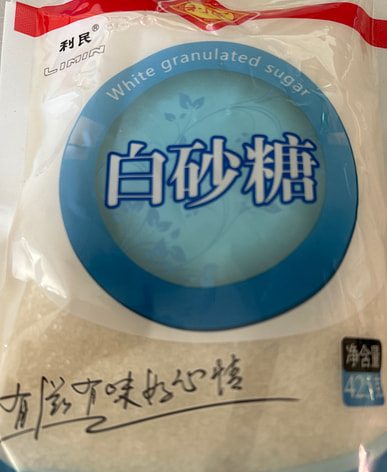 利民®
LIMIN
White granulated sugar
白砂糖
净含量
有滋有味好心情